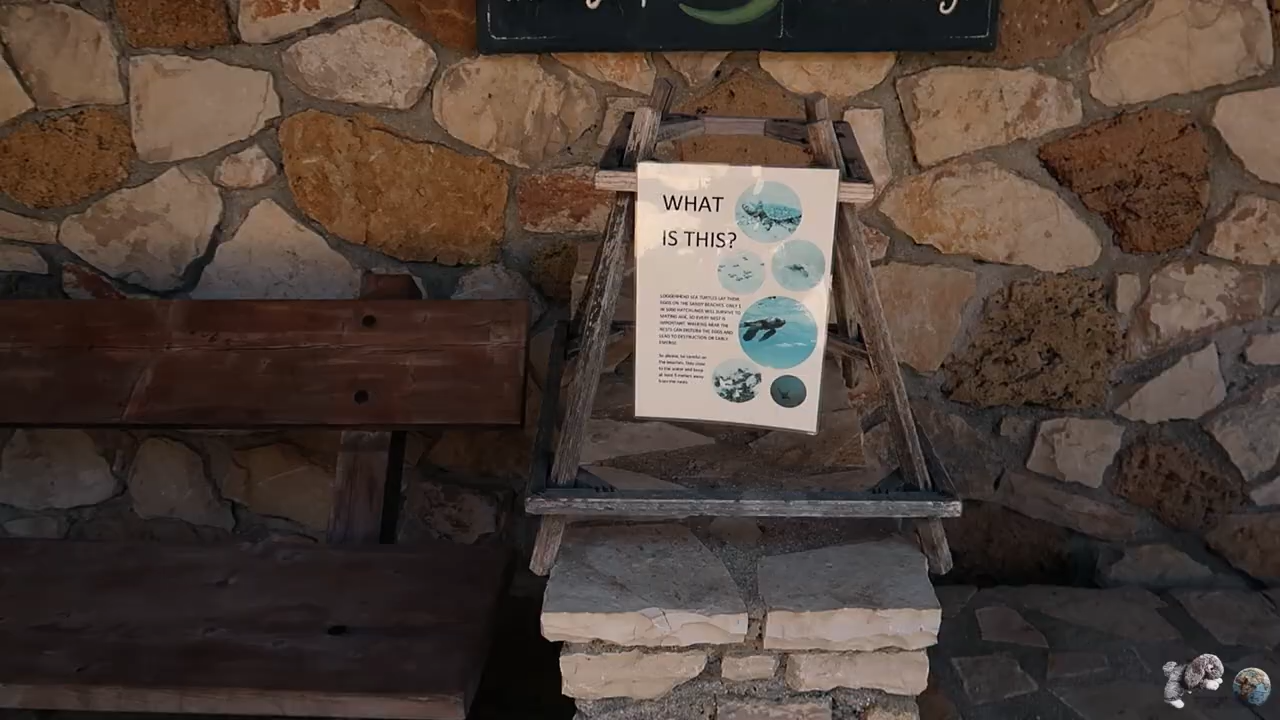 WHAT
IS THIS?
LOGGERHEAD SEA TURTLES LAY THEIR
EGGS ON THE SANDY BEACHES. ONLY 1
IN 1000 HATCHLINGS WILL SURVIVE TO
MATING AGE, SO EVERY NEST IS
IMPORTANT. WALKING NEAR THE
NESTS CAN DISTURB THE EGGS AND
LEAD TO DESTRUCTION OR EARLY
So please, be careful on
the beaches. Stay close
to the water and keep
at least 5 meters away
from the nests.